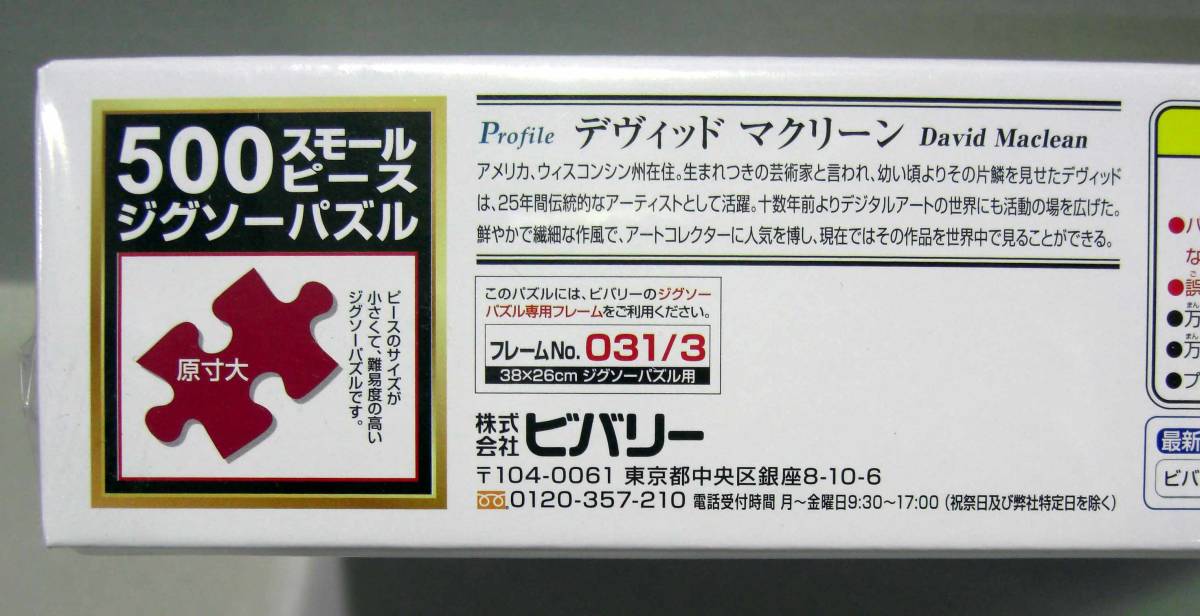 500スモール
ピース
ジグソーパズル
原寸大
ピースのサイズが
小さくて、難易度の高い
ジグソーパズルです。
Profile デヴィッド マクリーン David Maclean
アメリカ、ウィスコンシン州在住。生まれつきの芸術家と言われ、幼い頃よりその片鱗を見せたデヴィッド
は、25年間伝統的なアーティストとして活躍。十数年前よりデジタルアートの世界にも活動の場を広げた。
鮮やかで繊細な作風で、アートコレクターに人気を博し、現在ではその作品を世界中で見ることができる。
このパズルには、ビバリーのジグソー
パズル専用フレームをご利用ください。
フレームNo. 031/3
38×26cm ジグソーパズル用
株式会社 ビバリー
〒104-0061 東京都中央区銀座8-10-6
0120-357-210 電話受付時間 月〜金曜日9:30〜17:00（祝祭日及び弊社特定日を除く）
●パ
な
●誤
●万
●万
●プ
最新
ビバ